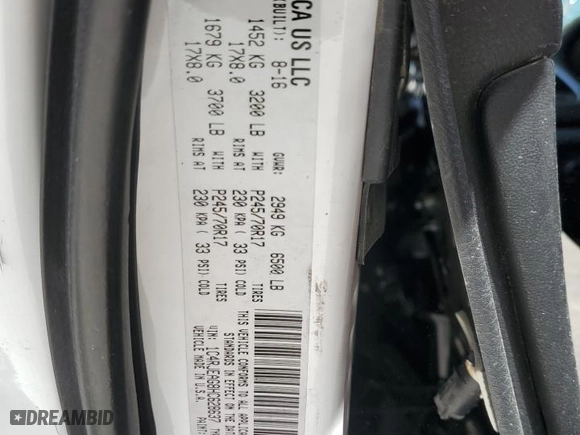 CA US LLC
BUILT): 8-16
GVWR: 2949 KG 6500 LB
1452 KG 3200 LB WITH P245/70R17 TIRES
17X8.0 RIMS AT 230 KPA ( 33 PSI) COLD
1679 KG 3700 LB WITH P245/70R17 TIRES
17X8.0 RIMS AT 230 KPA ( 33 PSI) COLD
THIS VEHICLE CONFORMS TO ALL APPLICAB
STANDARDS IN EFFECT ON THE DAT
VIN:
VEHICLE MADE IN U.S.A.
DEALERHISTORY